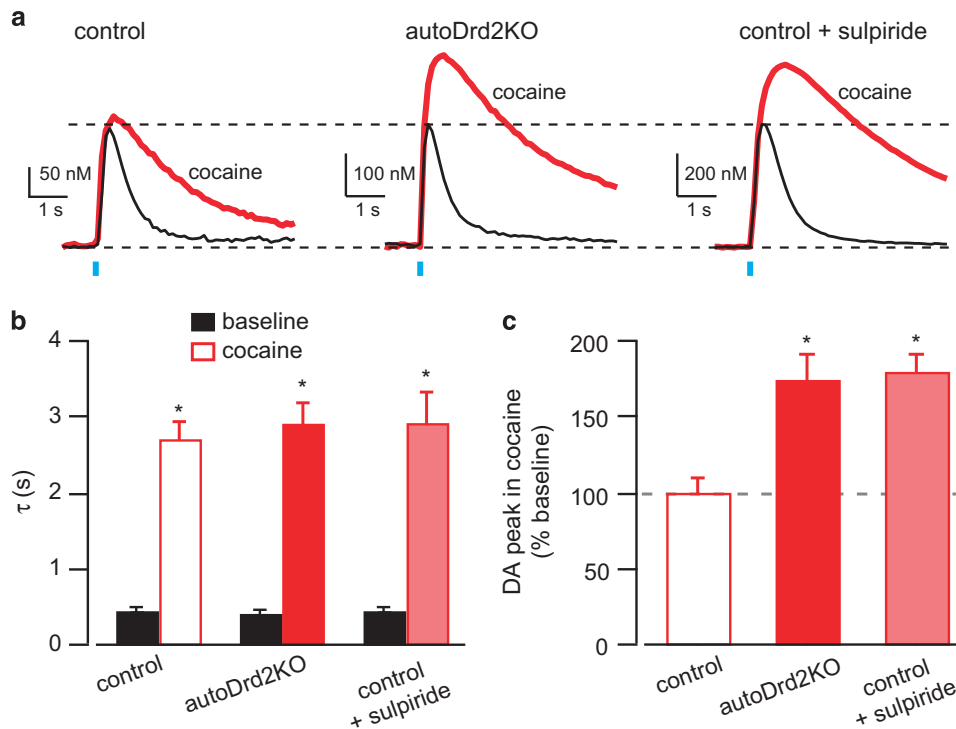 a
control
autoDrd2KO
control + sulpiride
cocaine
cocaine
cocaine
50 nM
1 s
100 nM
1 s
200 nM
1 s
b
baseline
cocaine
4
3
2
1
0
τ (s)
*
*
*
control
autoDrd2KO
control
+ sulpiride
c
200
150
100
50
0
DA peak in cocaine
(% baseline)
*
*
control
autoDrd2KO
control
+ sulpiride